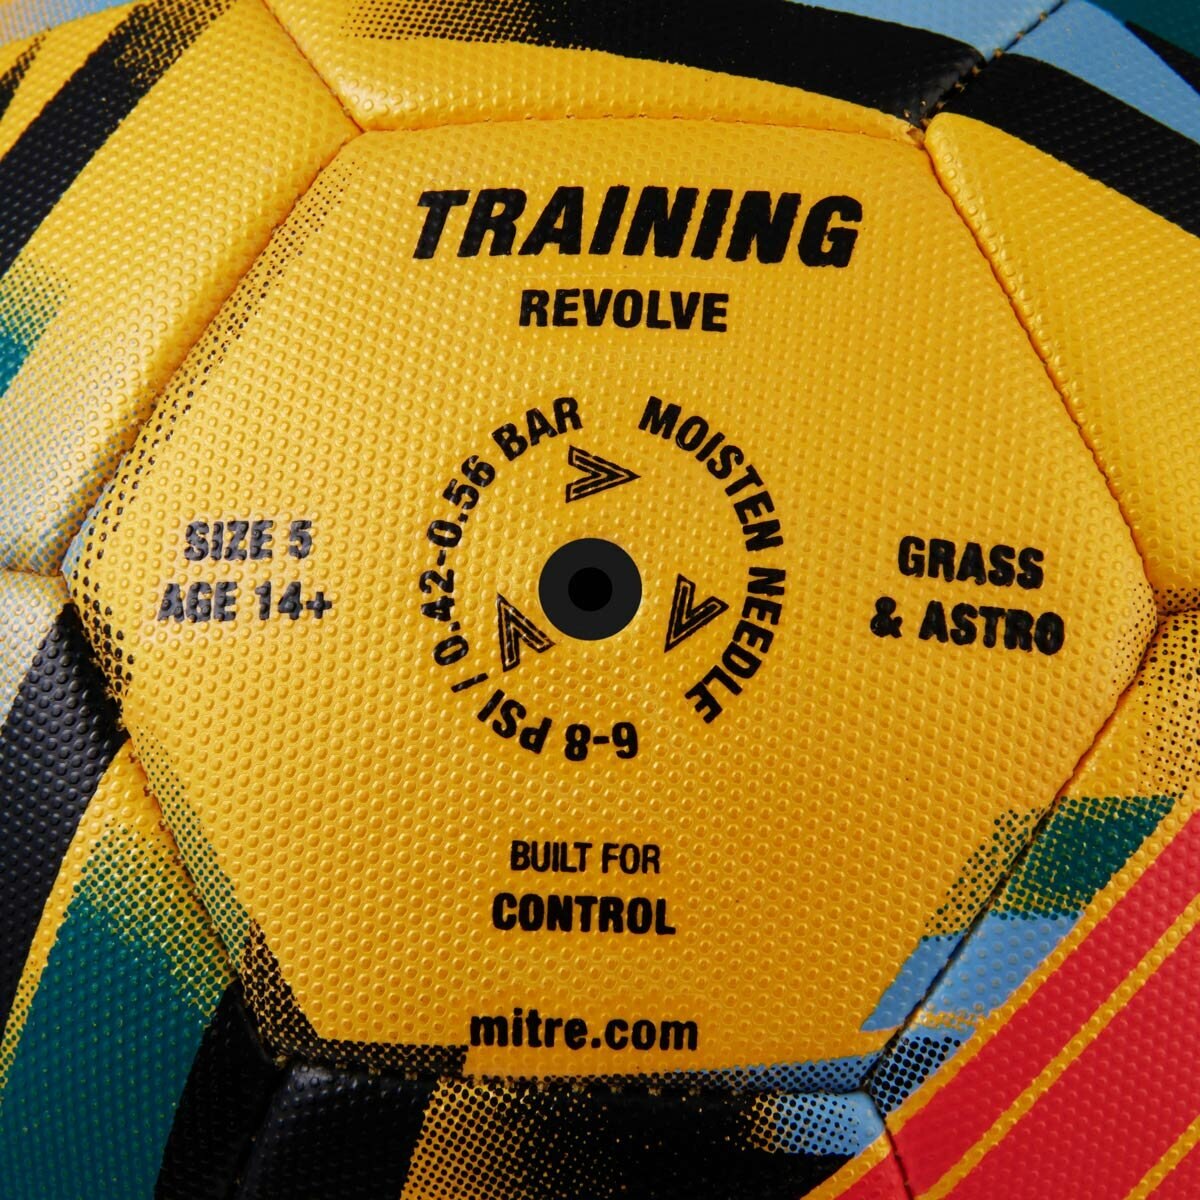 TRAINING
REVOLVE
MOISTEN NEEDLE
6-8 PSI | 0.42-0.56 BAR
SIZE 5
AGE 14+
GRASS
& ASTRO
BUILT FOR
CONTROL
mitre.com